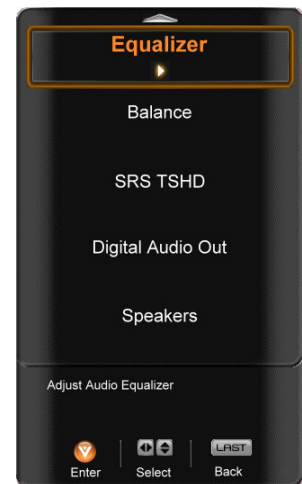 Equalizer
Balance
SRS TSHD
Digital Audio Out
Speakers
Adjust Audio Equalizer
LAST
Enter Select Back